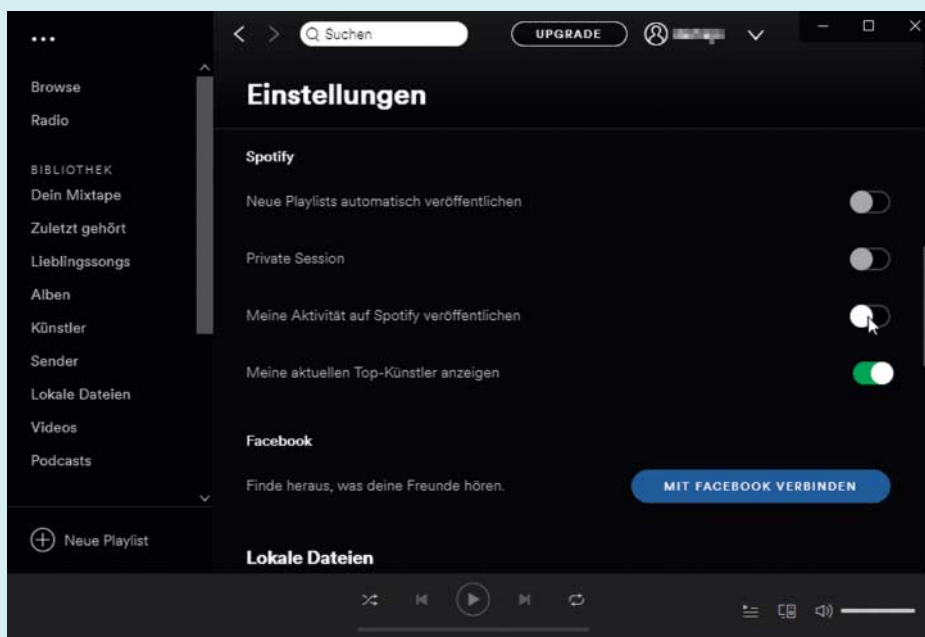 Suchen
UPGRADE
Browse
Radio
BIBLIOTHEK
Dein Mixtape
Zuletzt gehört
Lieblingssongs
Alben
Künstler
Sender
Lokale Dateien
Videos
Podcasts
Neue Playlist
Einstellungen
Spotify
Neue Playlists automatisch veröffentlichen
Private Session
Meine Aktivität auf Spotify veröffentlichen
Meine aktuellen Top-Künstler anzeigen
Facebook
Finde heraus, was deine Freunde hören.
MIT FACEBOOK VERBINDEN
Lokale Dateien